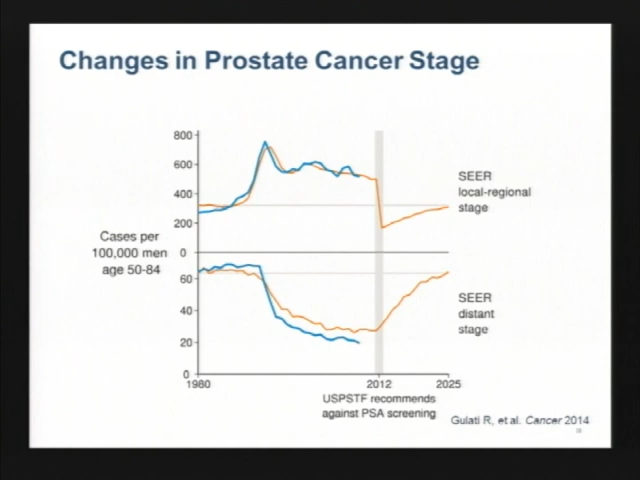 Changes in Prostate Cancer Stage
800
600
400
200
0
SEER
local-regional
stage
Cases per
100,000 men
age 50-84
60
40
20
0
SEER
distant
stage
1980
2012
2025
USPSTF recommends
against PSA screening
Gulati R, et al. Cancer 2014